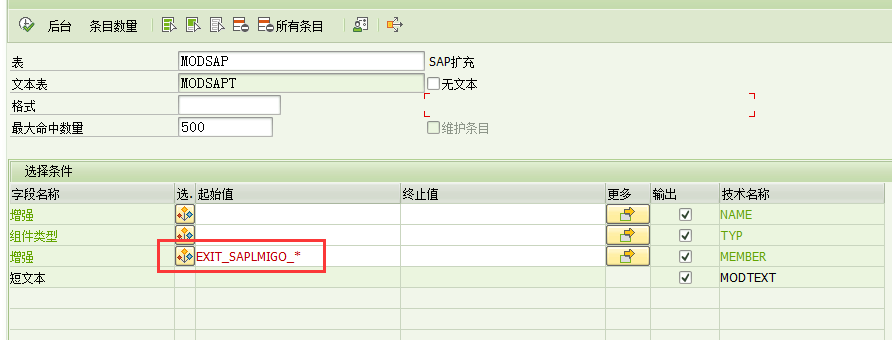 后台 条目数量 所有条目
表 MODSAP SAP扩充
文本表 MODSAPT 无文本
格式
最大命中数量 500 维护条目
选择条件
字段名称 选. 起始值 终止值 更多 输出 技术名称
增强 NAME
组件类型 TYP
增强 EXIT_SAPLMIGO_* MEMBER
短文本 MODTEXT